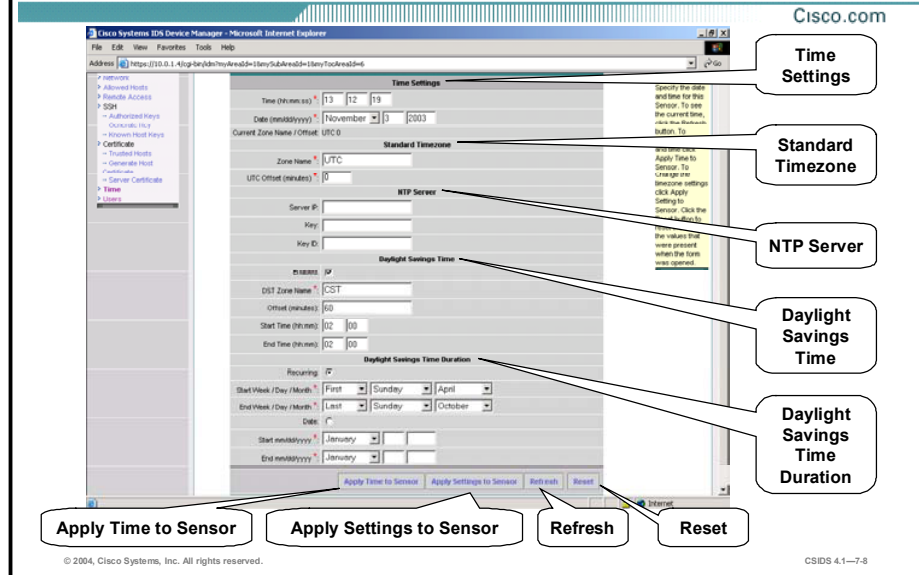 Cisco.com
Cisco Systems IDS Device Manager - Microsoft Internet Explorer
File Edit View Favorites Tools Help
Address https://10.0.1.4/cgi-bin/idm?myAreaId=1&mySubAreaId=1&myTocAreaId=6 Go
Network
Allowed Hosts
Remote Access
SSH
Authorized Keys
Generate Key
Known Host Keys
Certificate
Trusted Hosts
Generate Host
Certificate
Server Certificate
Time
Users
Time Settings
Time (hh:mm:ss) *: 13 12 19
Date (mm/dd/yyyy) *: November 3 2003
Current Zone Name / Offset: UTC 0
Standard Timezone
Zone Name *: UTC
UTC Offset (minutes) *: 0
NTP Server
Server IP:
Key:
Key ID:
Daylight Savings Time
Enabled:
DST Zone Name *: CST
Offset (minutes): 60
Start Time (hh:mm): 02 00
End Time (hh:mm): 02 00
Daylight Savings Time Duration
Recurring:
Start Week / Day / Month *: First Sunday April
End Week / Day / Month *: Last Sunday October
Date:
Start mm/dd/yyyy *: January
End mm/dd/yyyy *: January
Apply Time to Sensor Apply Settings to Sensor Refresh Reset
Specify the date
and time for this
Sensor. To see
the current time,
click the Refresh
button. To
and time click
Apply Time to
Sensor. To
change the
timezone settings
click Apply
Setting to
Sensor. Click the
the values that
were present
when the form
was opened.
Internet
Time
Settings
Standard
Timezone
NTP Server
Daylight
Savings
Time
Daylight
Savings
Time
Duration
Apply Time to Sensor
Apply Settings to Sensor
Refresh
Reset
© 2004, Cisco Systems, Inc. All rights reserved.
CSIDS 4.1—7-8